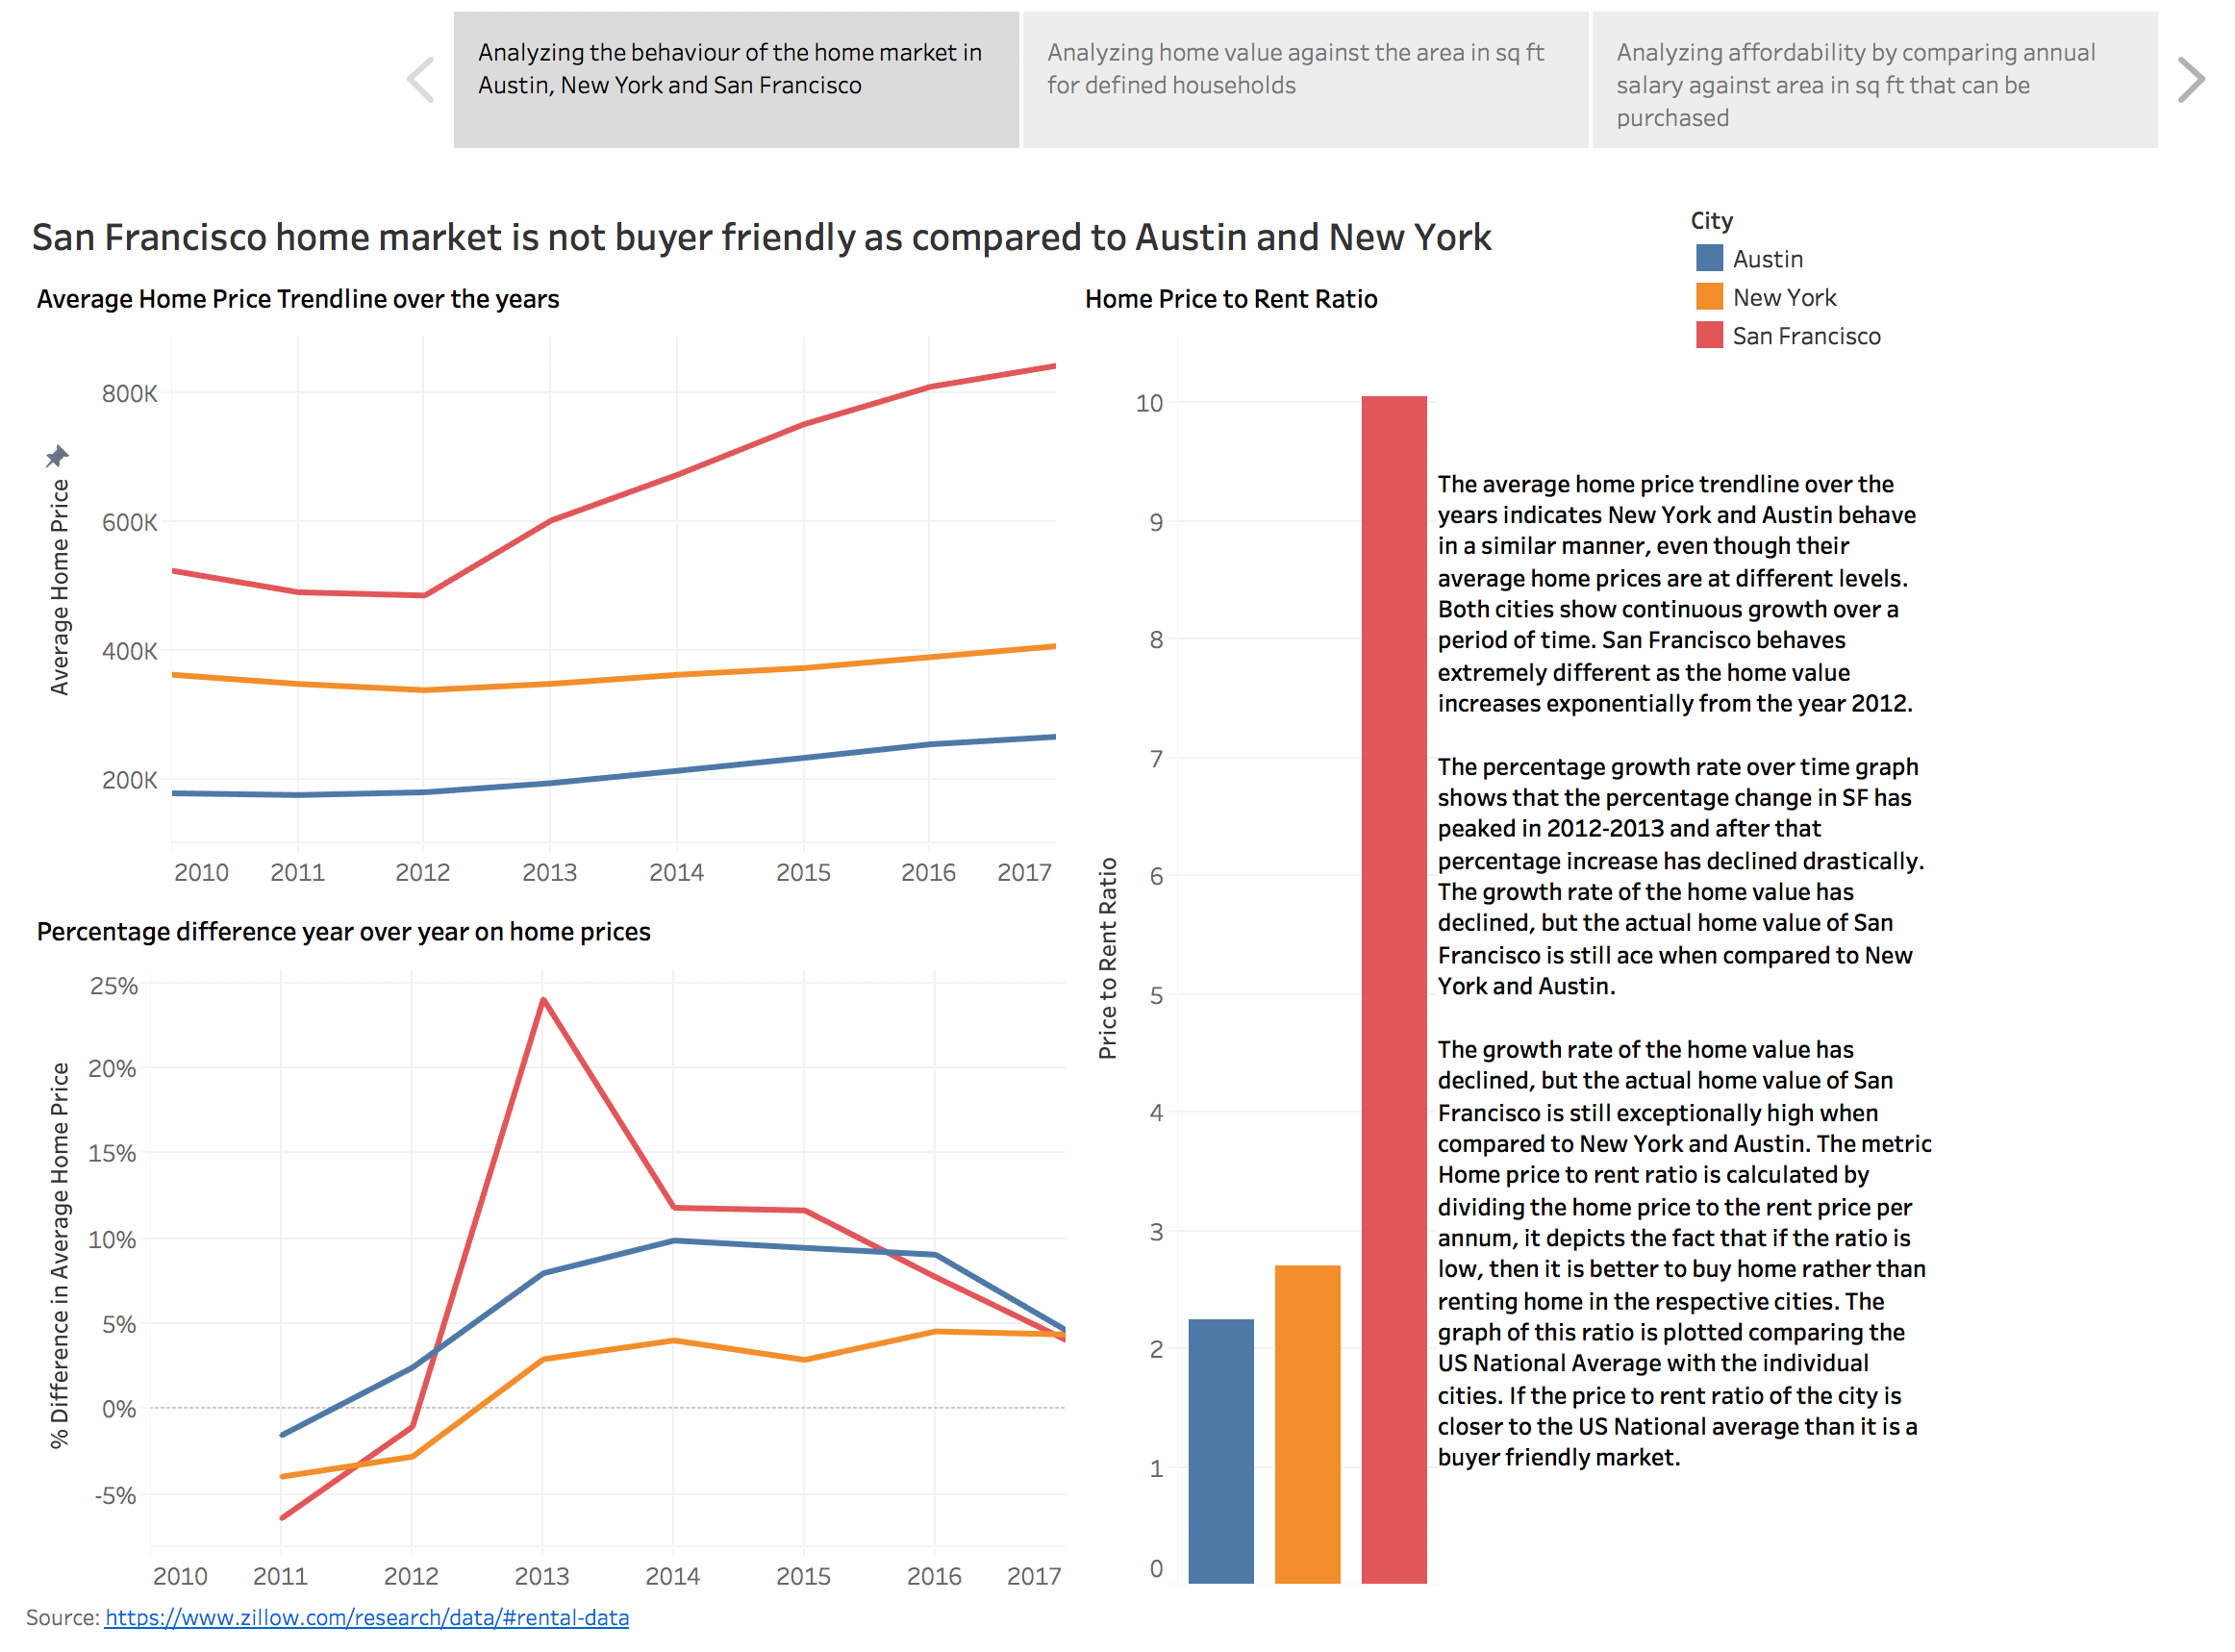 Analyzing the behaviour of the home market in
Austin, New York and San Francisco
Analyzing home value against the area in sq ft
for defined households
Analyzing affordability by comparing annual
salary against area in sq ft that can be
purchased
San Francisco home market is not buyer friendly as compared to Austin and New York
City
Austin
New York
San Francisco
Average Home Price Trendline over the years
Average Home Price
800K
600K
400K
200K
2010 2011 2012 2013 2014 2015 2016 2017
Percentage difference year over year on home prices
% Difference in Average Home Price
25%
20%
15%
10%
5%
0%
-5%
2010 2011 2012 2013 2014 2015 2016 2017
Home Price to Rent Ratio
Price to Rent Ratio
10
9
8
7
6
5
4
3
2
1
0
The average home price trendline over the
years indicates New York and Austin behave
in a similar manner, even though their
average home prices are at different levels.
Both cities show continuous growth over a
period of time. San Francisco behaves
extremely different as the home value
increases exponentially from the year 2012.
The percentage growth rate over time graph
shows that the percentage change in SF has
peaked in 2012-2013 and after that
percentage increase has declined drastically.
The growth rate of the home value has
declined, but the actual home value of San
Francisco is still ace when compared to New
York and Austin.
The growth rate of the home value has
declined, but the actual home value of San
Francisco is still exceptionally high when
compared to New York and Austin. The metric
Home price to rent ratio is calculated by
dividing the home price to the rent price per
annum, it depicts the fact that if the ratio is
low, then it is better to buy home rather than
renting home in the respective cities. The
graph of this ratio is plotted comparing the
US National Average with the individual
cities. If the price to rent ratio of the city is
closer to the US National average than it is a
buyer friendly market.
Source: https://www.zillow.com/research/data/#rental-data